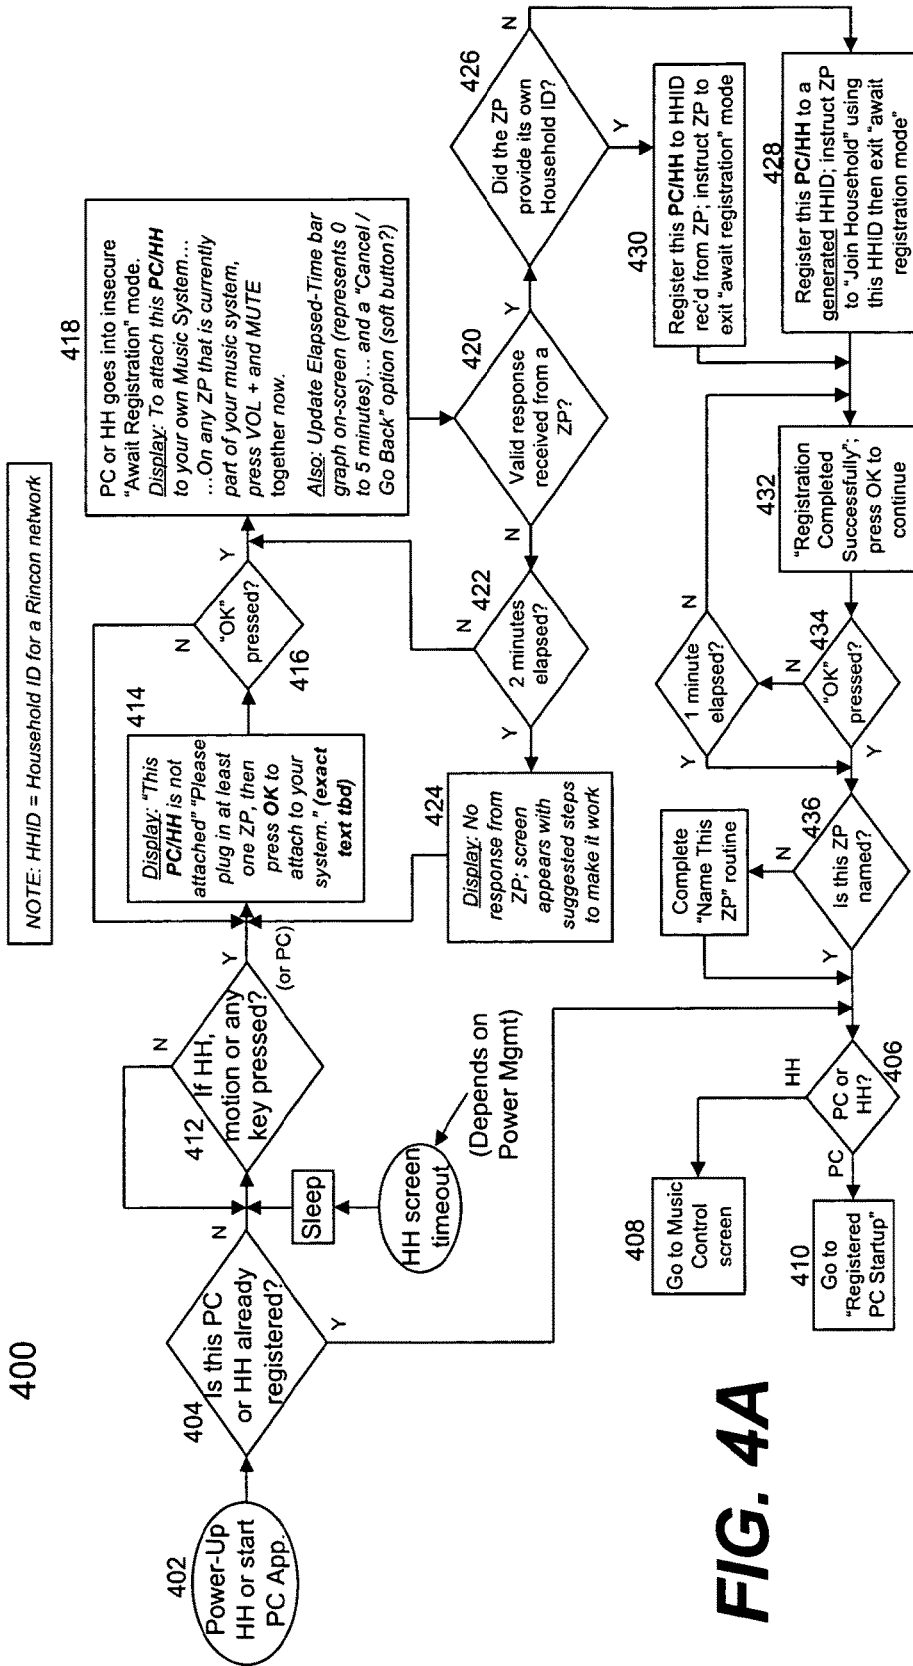 400
NOTE: HHID = Household ID for a Rincon network
402
Power-Up
HH or start
PC App.
404
Is this PC
or HH already
registered?
N
Y
Sleep
HH screen
timeout
(Depends on
Power Mgmt)
412
If HH,
motion or any
key pressed?
N
Y
(or PC)
414
Display: "This
PC/HH is not
attached" "Please
plug in at least
one ZP, then
press OK to
attach to your
system." (exact
text tbd)
416
"OK"
pressed?
N
Y
418
PC or HH goes into insecure
"Await Registration" mode.
Display: To attach this PC/HH
to your own Music System...
...On any ZP that is currently
part of your music system,
press VOL + and MUTE
together now.
Also: Update Elapsed-Time bar
graph on-screen (represents 0
to 5 minutes)... and a "Cancel /
Go Back" option (soft button?)
420
Valid response
received from a
ZP?
N
Y
422
2 minutes
elapsed?
N
Y
424
Display: No
response from
ZP; screen
appears with
suggested steps
to make it work
426
Did the ZP
provide its own
Household ID?
N
Y
430
Register this PC/HH to HHID
rec'd from ZP; instruct ZP to
exit "await registration" mode
428
Register this PC/HH to a
generated HHID; instruct ZP
to "Join Household" using
this HHID then exit "await
registration mode"
432
"Registration
Completed
Successfully";
press OK to
continue
434
"OK"
pressed?
N
Y
1 minute
elapsed?
N
Y
436
Is this ZP
named?
N
Y
Complete
"Name This
ZP" routine
406
PC or
HH?
HH
PC
408
Go to Music
Control
screen
410
Go to
"Registered
PC Startup"
FIG. 4A